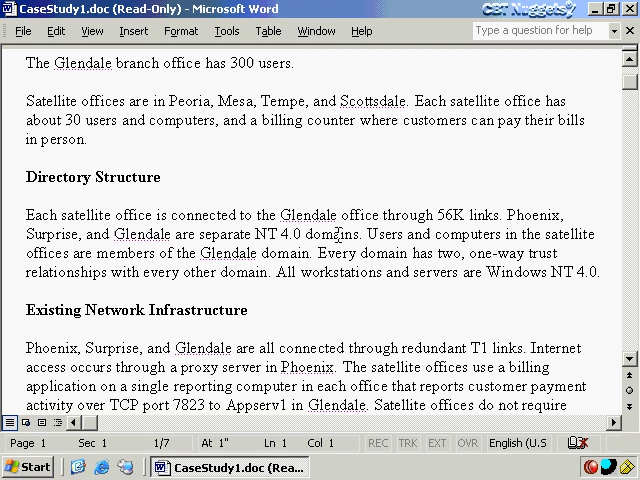 CaseStudy1.doc (Read-Only) - Microsoft Word
CBT Nuggets
File Edit View Insert Format Tools Table Window Help Type a question for help
The Glendale branch office has 300 users.
Satellite offices are in Peoria, Mesa, Tempe, and Scottsdale. Each satellite office has
about 30 users and computers, and a billing counter where customers can pay their bills
in person.
Directory Structure
Each satellite office is connected to the Glendale office through 56K links. Phoenix,
Surprise, and Glendale are separate NT 4.0 domains. Users and computers in the satellite
offices are members of the Glendale domain. Every domain has two, one-way trust
relationships with every other domain. All workstations and servers are Windows NT 4.0.
Existing Network Infrastructure
Phoenix, Surprise, and Glendale are all connected through redundant T1 links. Internet
access occurs through a proxy server in Phoenix. The satellite offices use a billing
application on a single reporting computer in each office that reports customer payment
activity over TCP port 7823 to Appserv1 in Glendale. Satellite offices do not require
Page 1 Sec 1 1/7 At 1" Ln 1 Col 1 REC TRK EXT OVR English (U.S
Start CaseStudy1.doc (Rea...